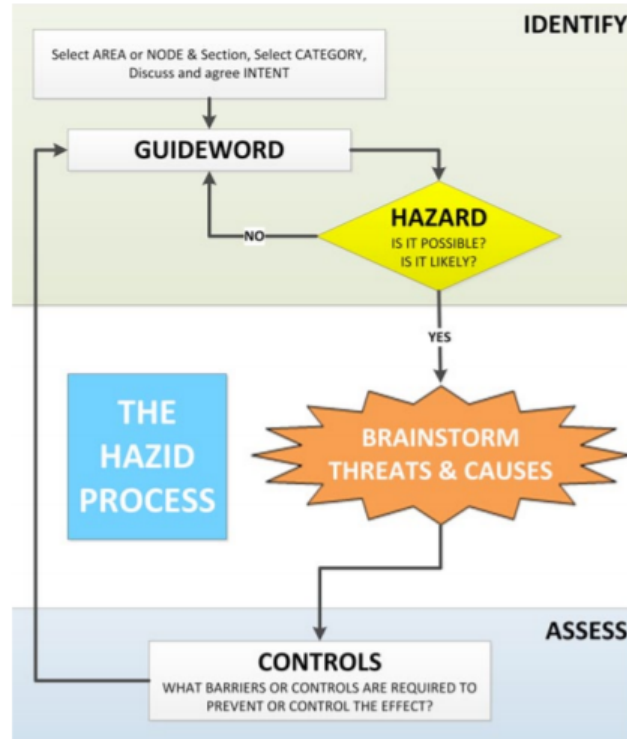 IDENTIFY
Select AREA or NODE & Section, Select CATEGORY,
Discuss and agree INTENT
GUIDEWORD
HAZARD
IS IT POSSIBLE?
IS IT LIKELY?
NO
YES
THE
HAZID
PROCESS
BRAINSTORM
THREATS & CAUSES
ASSESS
CONTROLS
WHAT BARRIERS OR CONTROLS ARE REQUIRED TO
PREVENT OR CONTROL THE EFFECT?